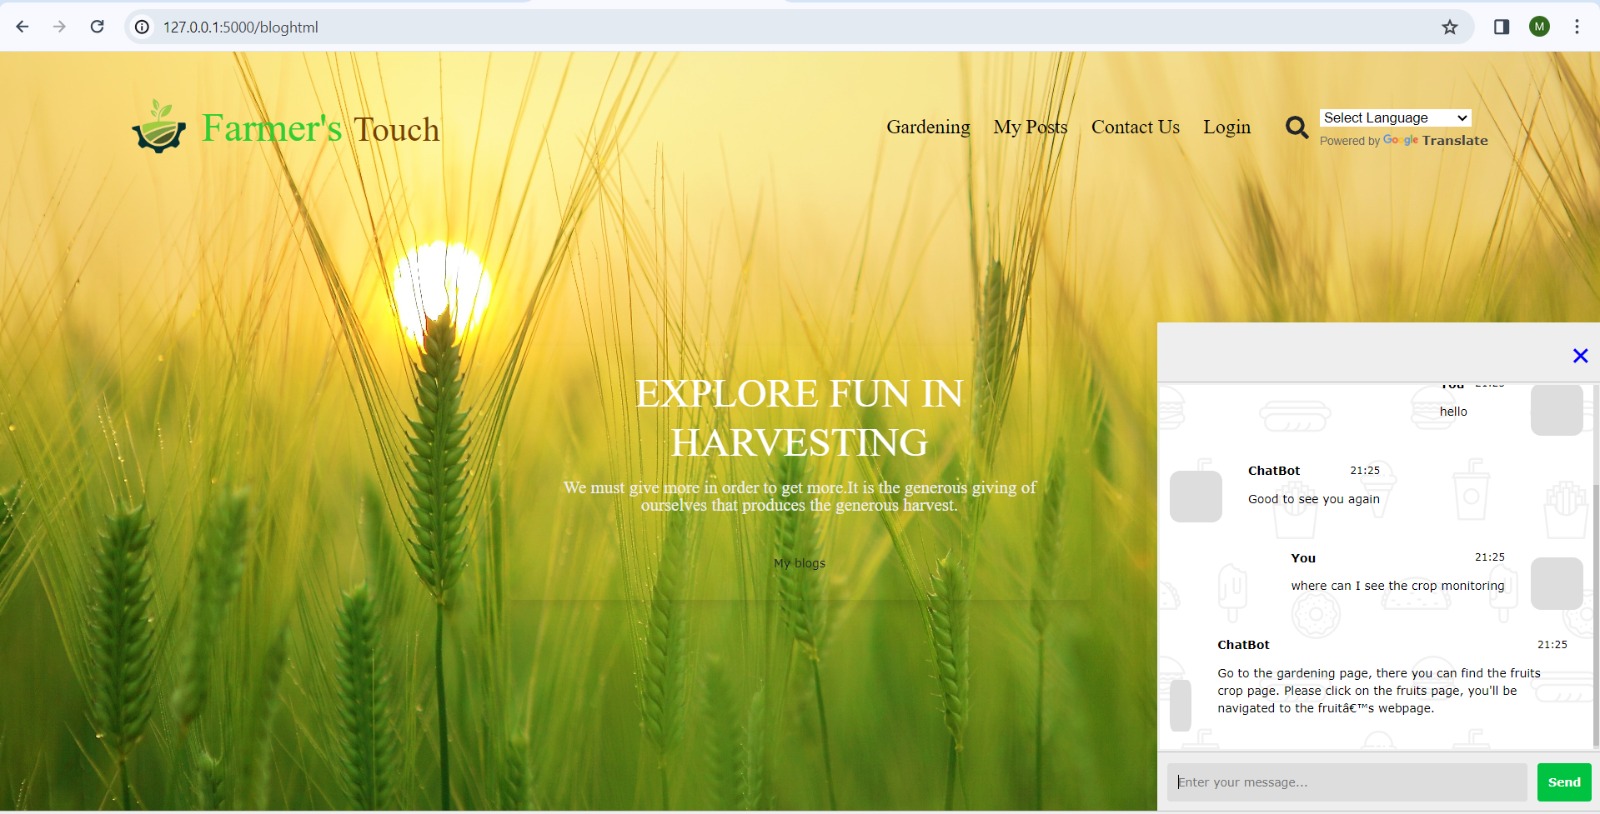 127.0.0.1:5000/bloghtml
M
Farmer's Touch
Gardening My Posts Contact Us Login
Select Language
Powered by Google Translate
EXPLORE FUN IN
HARVESTING
We must give more in order to get more.It is the generous giving of
ourselves that produces the generous harvest.
My blogs
You 21:25
hello
ChatBot 21:25
Good to see you again
You 21:25
where can I see the crop monitoring
ChatBot 21:25
Go to the gardening page, there you can find the fruits
crop page. Please click on the fruits page, you'll be
navigated to the fruitâ€™s webpage.
Enter your message...
Send